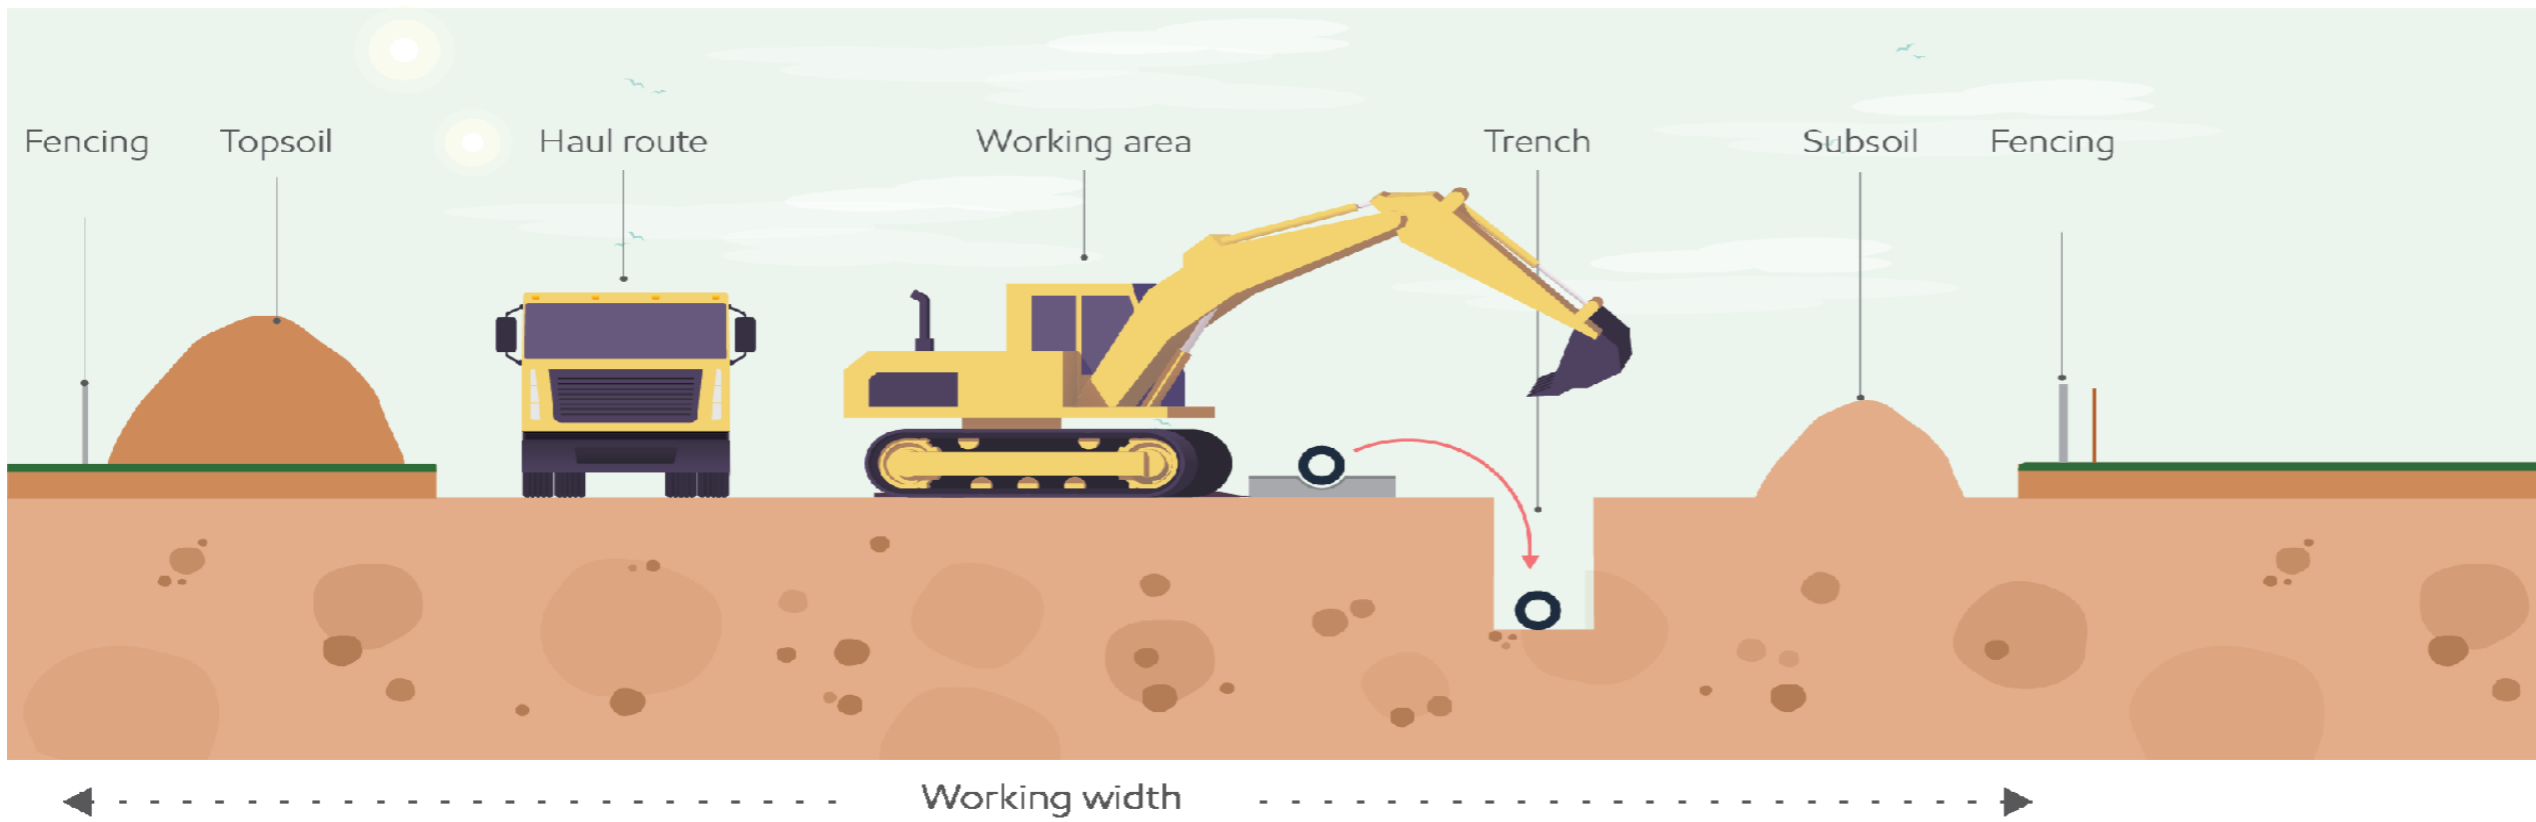 Fencing
Topsoil
Haul route
Working area
Trench
Subsoil
Fencing
Working width